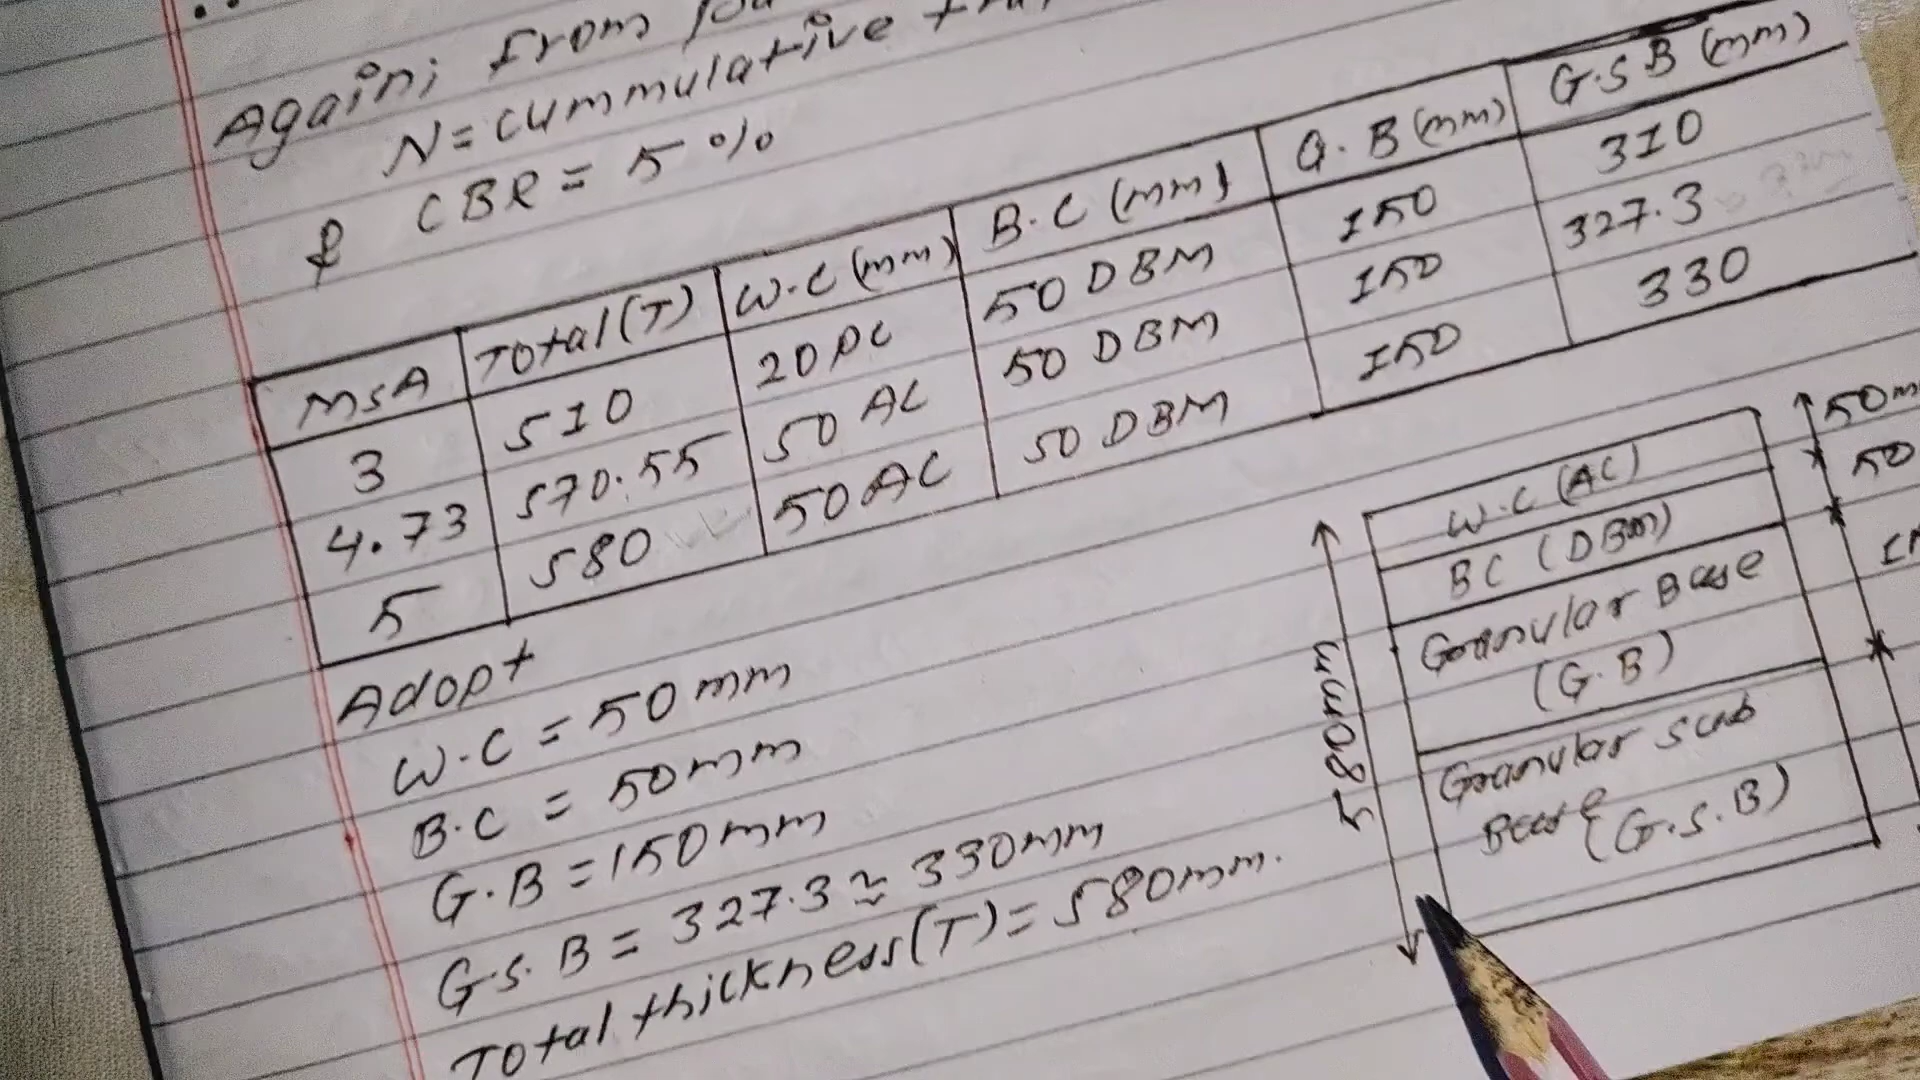 Again; From
N = cummulative
& CBR = 5 %
MSA Total (T) W.C (mm) B.C (mm) G.B (mm) G.S B (mm)
3 510 20 PC 50 DBM 150 310
4.73 570.55 50 AC 50 DBM 150 327.3
5 580 50 AC 50 DBM 150 330
Adopt
W.C = 50 mm
B.C = 50 mm
G.B = 150 mm
G.S.B = 327.3 ≃ 330 mm
Total thickness (T) = 580 mm.
580 mm
W.C (AC)
BC (DBM)
Granular Base
(G.B)
Granular Sub
Base (G.S.B)
50 m
50